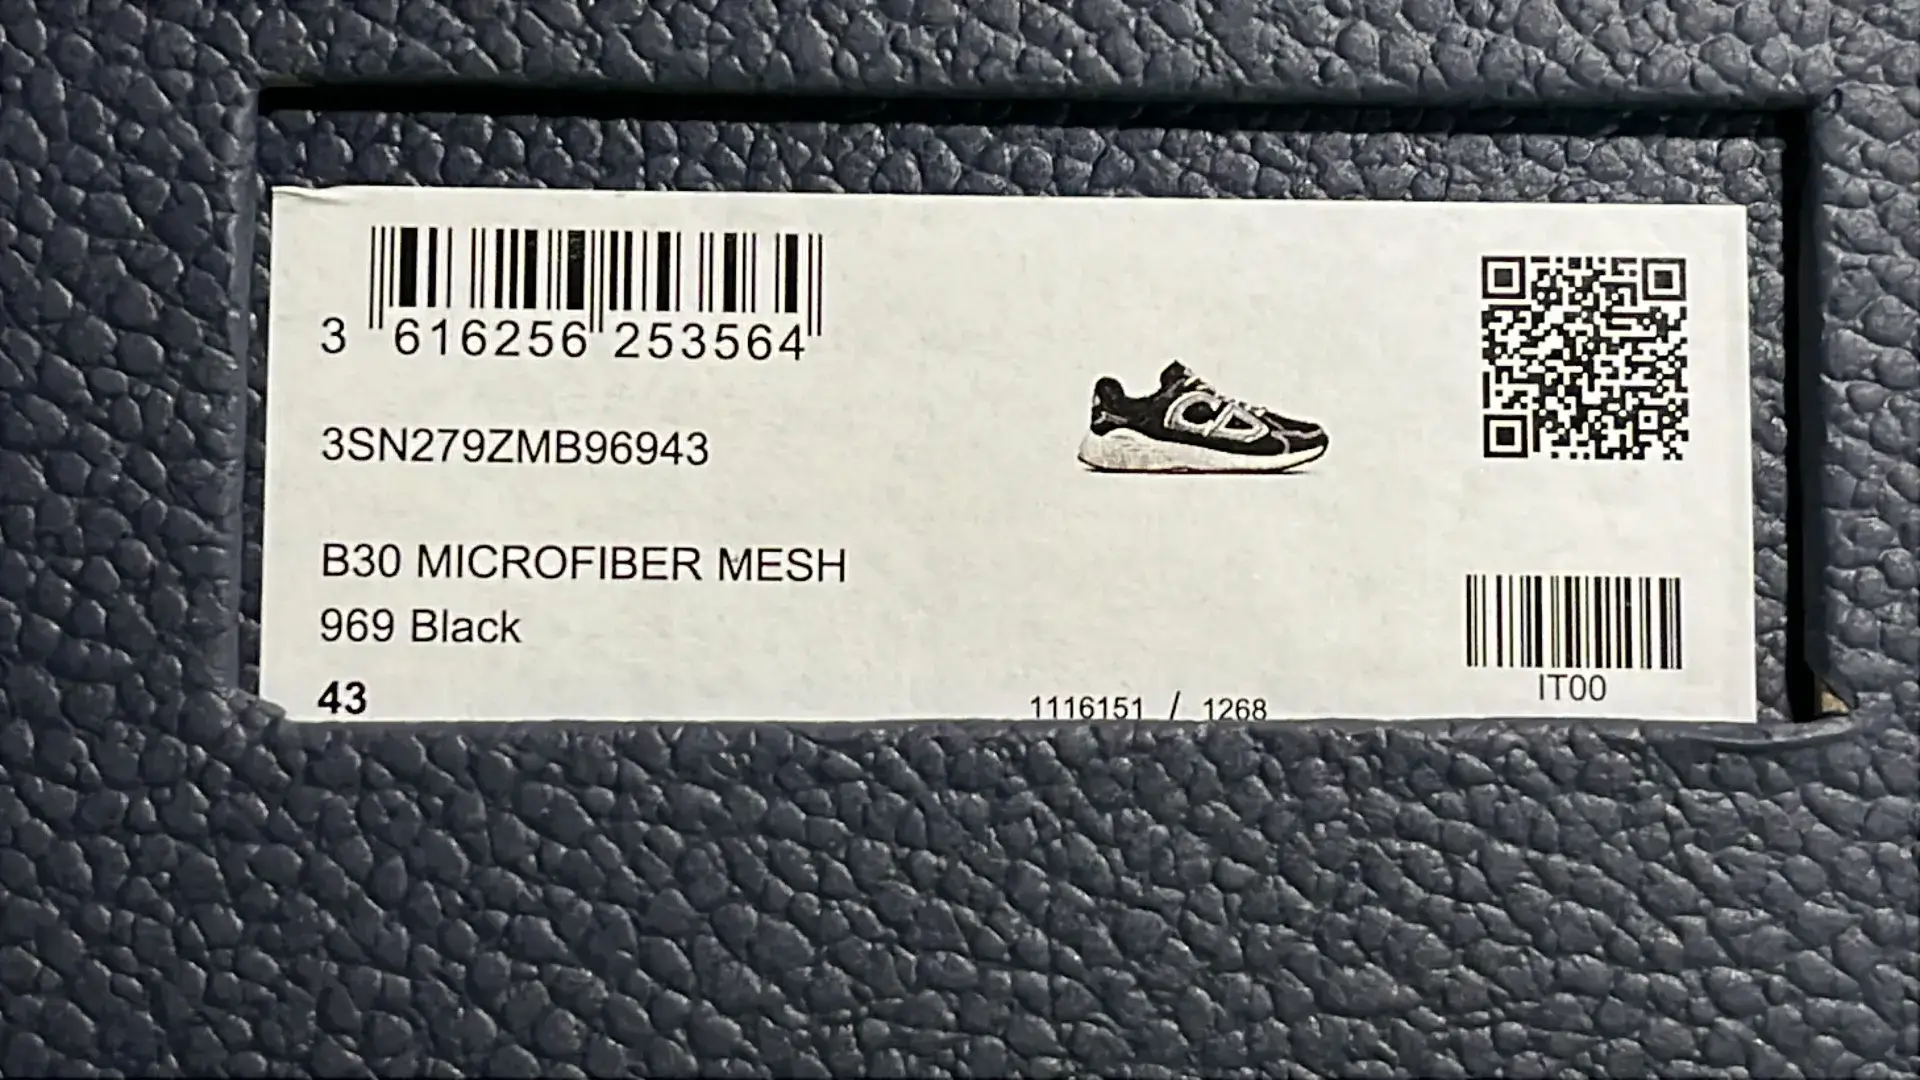 3 616256 253564
3SN279ZMB96943
B30 MICROFIBER MESH
969 Black
43
1116151 / 1268
IT00